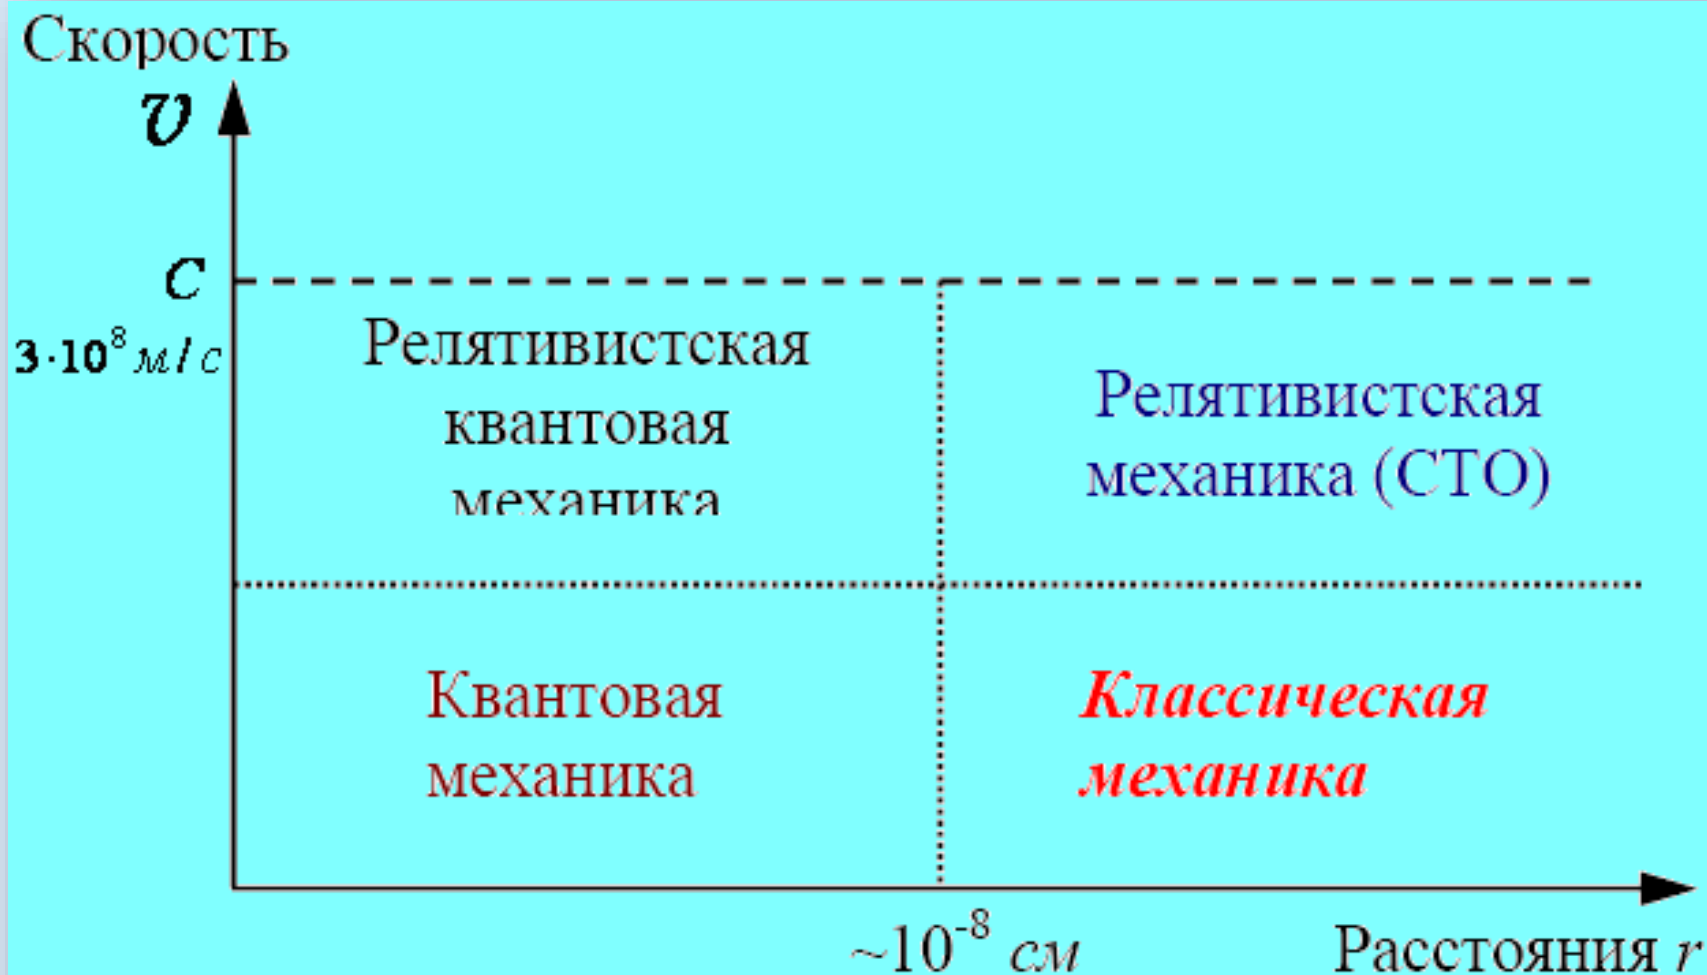 Скорость
v
c
3·10⁸ м/с
Релятивистская
квантовая
механика
Релятивистская
механика (СТО)
Квантовая
механика
Классическая
механика
~10⁻⁸ см
Расстояния r